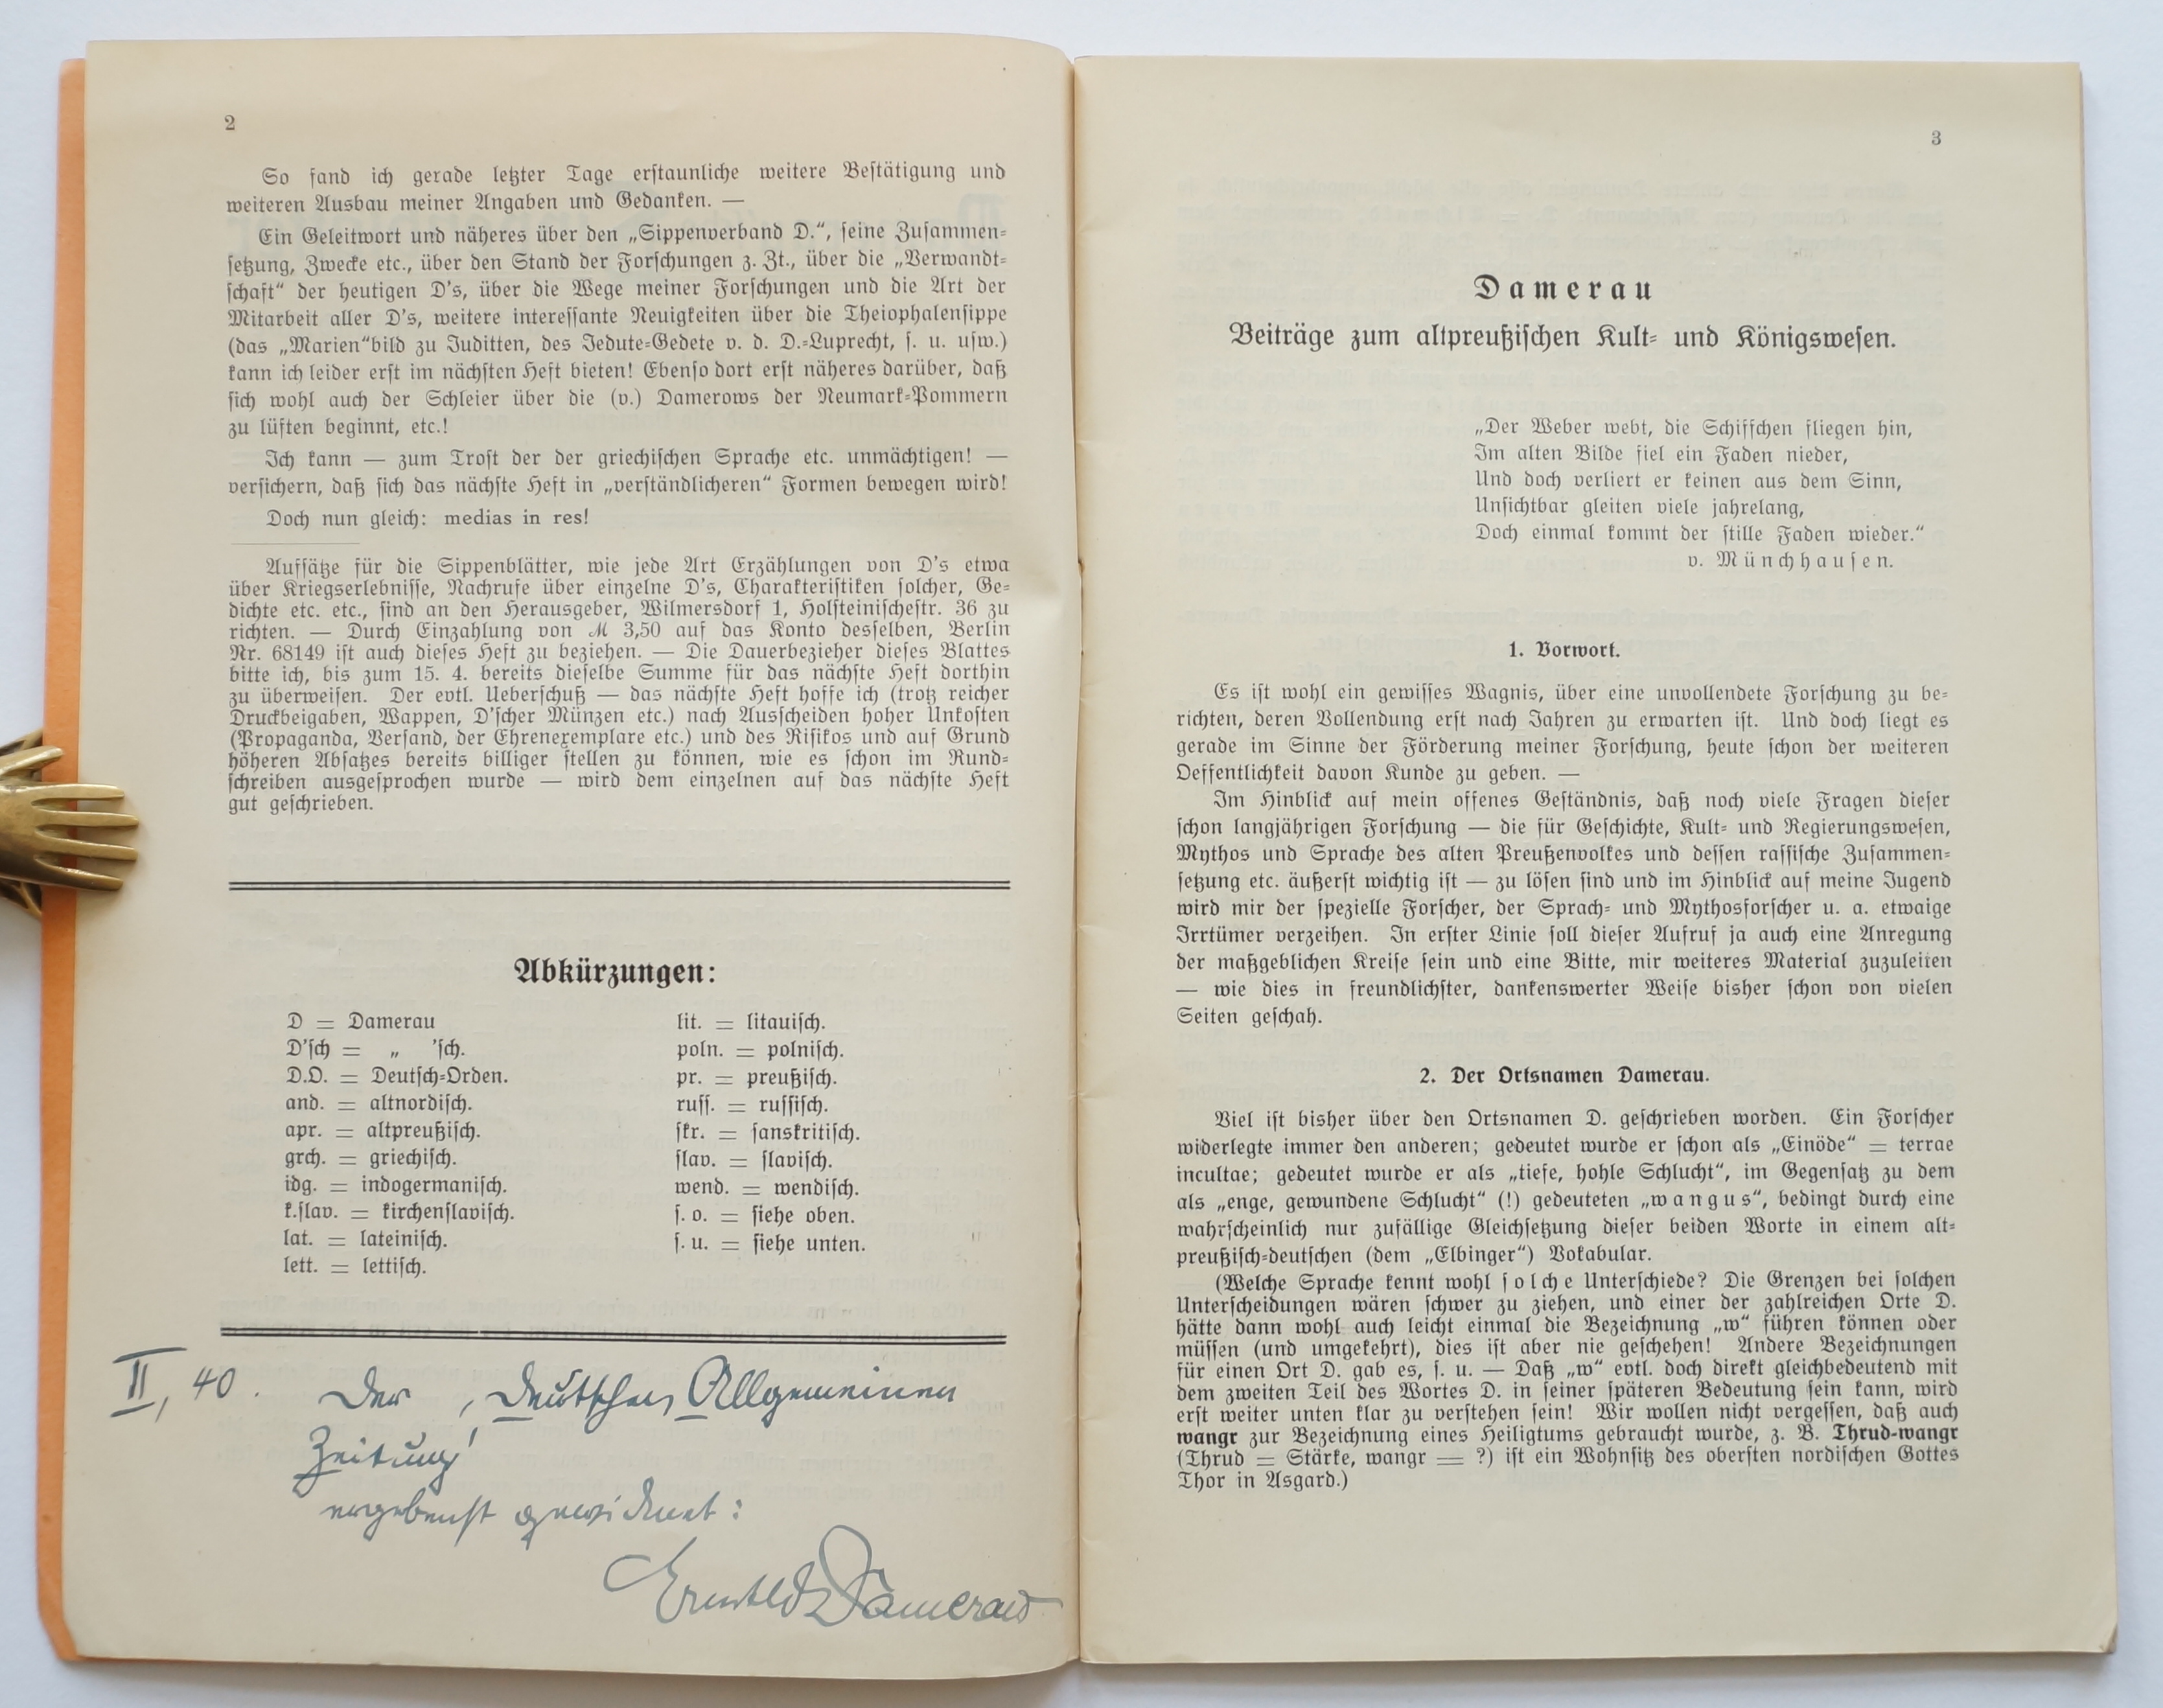 2
So fand ich gerade letzter Tage erstaunliche weitere Bestätigung und
weiteren Ausbau meiner Angaben und Gedanken. —
Ein Geleitwort und näheres über den „Sippenverband D.“, seine Zusammen-
setzung, Zwecke etc., über den Stand der Forschungen z. Zt., über die „Verwandt-
schaft“ der heutigen D's, über die Wege meiner Forschungen und die Art der
Mitarbeit aller D's, weitere interessante Neuigkeiten über die Theiophalensippe
(das „Marien“bild zu Juditten, des Jedute-Gedete v. d. D.-Luprecht, s. u. usw.)
kann ich leider erst im nächsten Heft bieten! Ebenso dort erst näheres darüber, daß
sich wohl auch der Schleier über die (v.) Damerows der Neumark-Pommern
zu lüften beginnt, etc.!
Ich kann — zum Trost der der griechischen Sprache etc. unmächtigen! —
versichern, daß sich das nächste Heft in „verständlicheren“ Formen bewegen wird!
Doch nun gleich: medias in res!
Aufsätze für die Sippenblätter, wie jede Art Erzählungen von D's etwa
über Kriegserlebnisse, Nachrufe über einzelne D's, Charakteristiken solcher, Ge-
dichte etc. etc., sind an den Herausgeber, Wilmersdorf 1, Holsteinischestr. 36 zu
richten. — Durch Einzahlung von M 3,50 auf das Konto desselben, Berlin
Nr. 68149 ist auch dieses Heft zu beziehen. — Die Dauerbezieher dieses Blattes
bitte ich, bis zum 15. 4. bereits dieselbe Summe für das nächste Heft dorthin
zu überweisen. Der evtl. Ueberschuß — das nächste Heft hoffe ich (trotz reicher
Druckbeigaben, Wappen, D'scher Münzen etc.) nach Ausscheiden hoher Unkosten
(Propaganda, Versand, der Ehrenexemplare etc.) und des Risikos und auf Grund
höheren Absatzes bereits billiger stellen zu können, wie es schon im Rund-
schreiben ausgesprochen wurde — wird dem einzelnen auf das nächste Heft
gut geschrieben.
Abkürzungen:
D = Damerau
D'sch = „ 'sch.
D.O. = Deutsch-Orden.
and. = altnordisch.
apr. = altpreußisch.
grch. = griechisch.
idg. = indogermanisch.
k.slav. = kirchenslavisch.
lat. = lateinisch.
lett. = lettisch.
lit. = litauisch.
poln. = polnisch.
pr. = preußisch.
russ. = russisch.
skr. = sanskritisch.
slav. = slavisch.
wend. = wendisch.
s. o. = siehe oben.
s. u. = siehe unten.
II, 40. Der ‚Deutschen Allgemeinen
Zeitung'
ergebenst gewidmet:
Damerau
3
Damerau
Beiträge zum altpreußischen Kult- und Königswesen.
„Der Weber webt, die Schiffchen fliegen hin,
Im alten Bilde fiel ein Faden nieder,
Und doch verliert er keinen aus dem Sinn,
Unsichtbar gleiten viele jahrelang,
Doch einmal kommt der stille Faden wieder.“
v. Münchhausen.
1. Vorwort.
Es ist wohl ein gewisses Wagnis, über eine unvollendete Forschung zu be-
richten, deren Vollendung erst nach Jahren zu erwarten ist. Und doch liegt es
gerade im Sinne der Förderung meiner Forschung, heute schon der weiteren
Oeffentlichkeit davon Kunde zu geben. —
Im Hinblick auf mein offenes Geständnis, daß noch viele Fragen dieser
schon langjährigen Forschung — die für Geschichte, Kult- und Regierungswesen,
Mythos und Sprache des alten Preußenvolkes und dessen rassische Zusammen-
setzung etc. äußerst wichtig ist — zu lösen sind und im Hinblick auf meine Jugend
wird mir der spezielle Forscher, der Sprach- und Mythosforscher u. a. etwaige
Irrtümer verzeihen. In erster Linie soll dieser Aufruf ja auch eine Anregung
der maßgeblichen Kreise sein und eine Bitte, mir weiteres Material zuzuleiten
— wie dies in freundlichster, dankenswerter Weise bisher schon von vielen
Seiten geschah.
2. Der Ortsnamen Damerau.
Viel ist bisher über den Ortsnamen D. geschrieben worden. Ein Forscher
widerlegte immer den anderen; gedeutet wurde er schon als „Einöde“ = terrae
incultae; gedeutet wurde er als „tiefe, hohle Schlucht“, im Gegensatz zu dem
als „enge, gewundene Schlucht“ (!) gedeuteten „wangus“, bedingt durch eine
wahrscheinlich nur zufällige Gleichsetzung dieser beiden Worte in einem alt-
preußisch-deutschen (dem „Elbinger“) Vokabular.
(Welche Sprache kennt wohl solche Unterschiede? Die Grenzen bei solchen
Unterscheidungen wären schwer zu ziehen, und einer der zahlreichen Orte D.
hätte dann wohl auch leicht einmal die Bezeichnung „w“ führen können oder
müssen (und umgekehrt), dies ist aber nie geschehen! Andere Bezeichnungen
für einen Ort D. gab es, s. u. — Daß „w“ evtl. doch direkt gleichbedeutend mit
dem zweiten Teil des Wortes D. in seiner späteren Bedeutung sein kann, wird
erst weiter unten klar zu verstehen sein! Wir wollen nicht vergessen, daß auch
wangr zur Bezeichnung eines Heiligtums gebraucht wurde, z. B. Thrud-wangr
(Thrud = Stärke, wangr = ?) ist ein Wohnsitz des obersten nordischen Gottes
Thor in Asgard.)